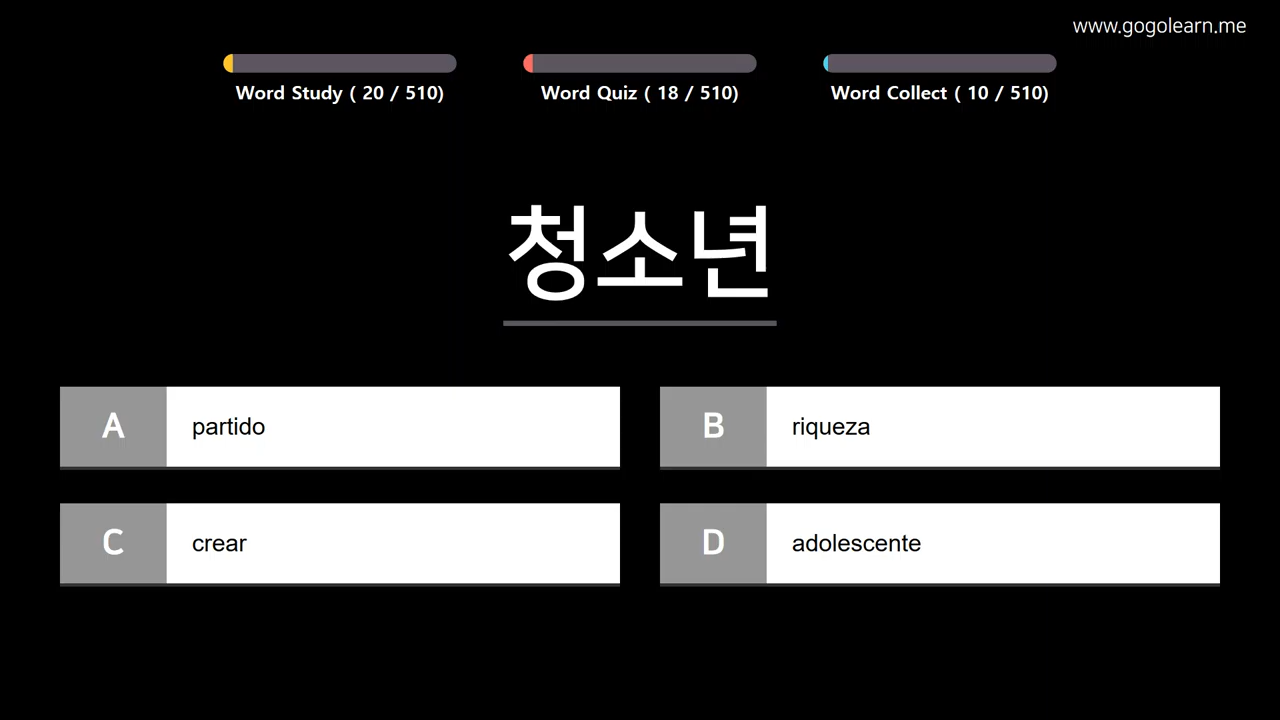 www.gogolearn.me
Word Study ( 20 / 510)
Word Quiz ( 18 / 510)
Word Collect ( 10 / 510)
청소년
A partido
B riqueza
C crear
D adolescente